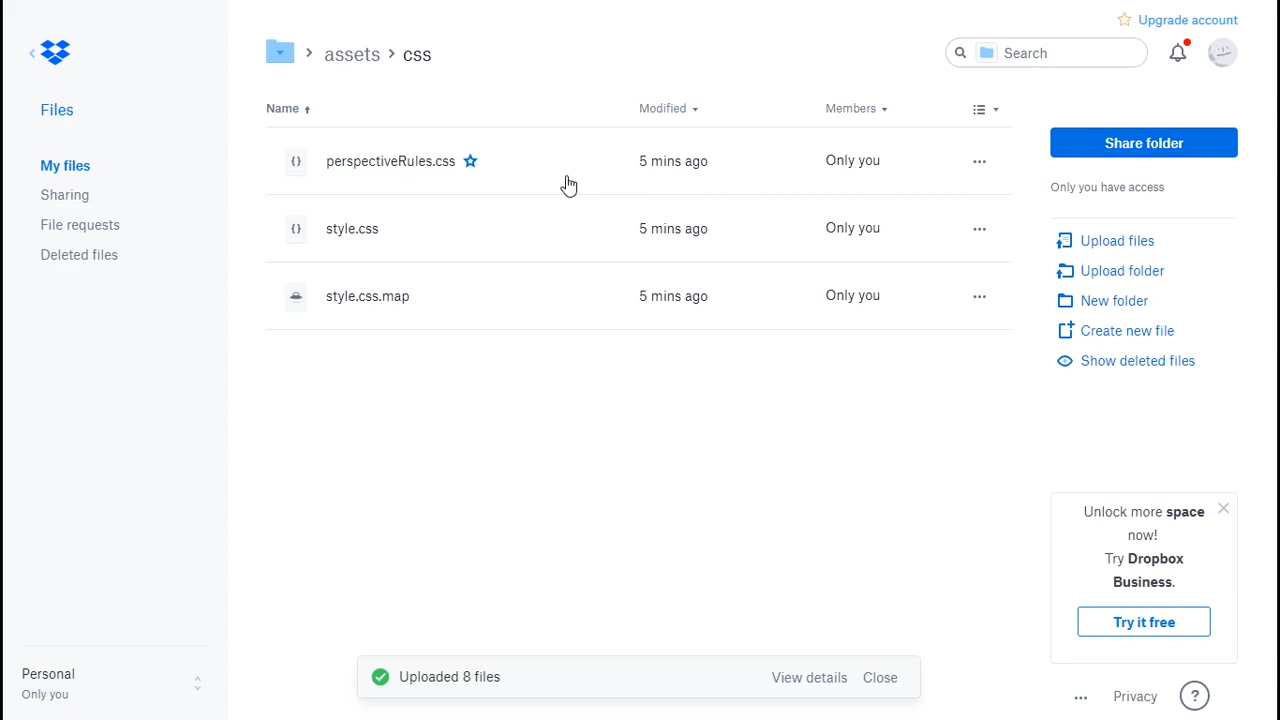 Upgrade account
assets > css
Search
Files
My files
Sharing
File requests
Deleted files
Name Modified Members
perspectiveRules.css 5 mins ago Only you ...
style.css 5 mins ago Only you ...
style.css.map 5 mins ago Only you ...
Share folder
Only you have access
Upload files
Upload folder
New folder
Create new file
Show deleted files
Unlock more space
now!
Try Dropbox
Business.
Try it free
Personal
Only you
Uploaded 8 files View details Close
... Privacy ?